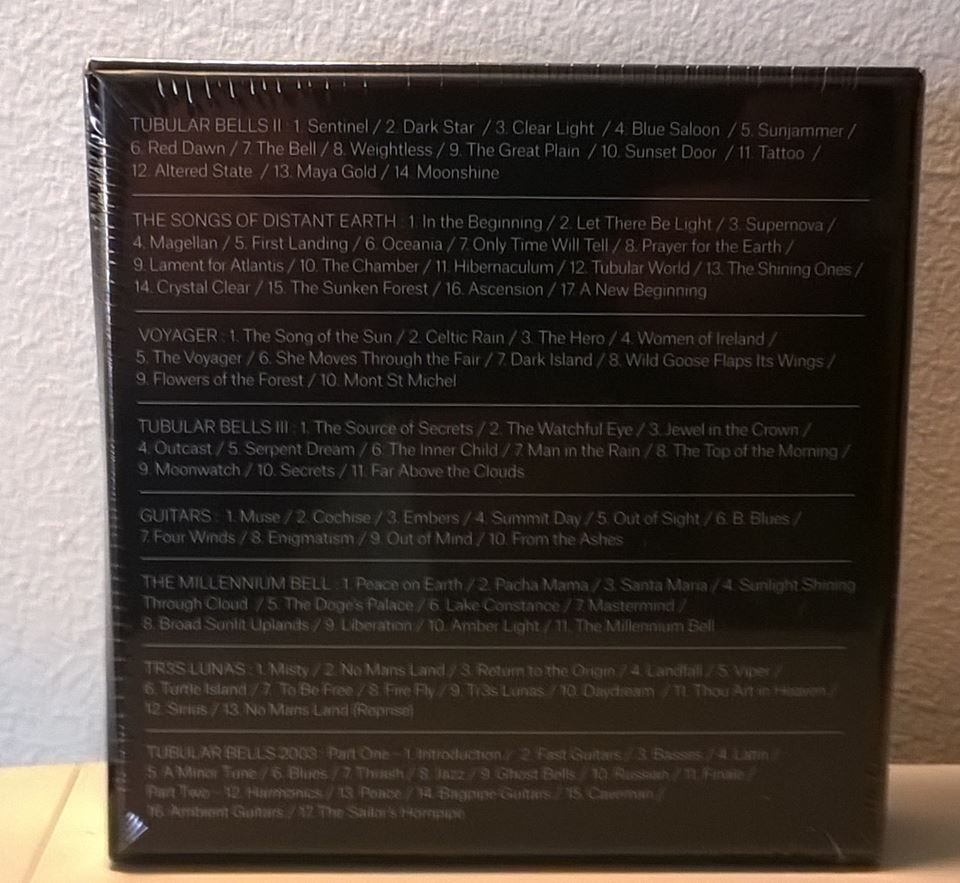 TUBULAR BELLS II : 1. Sentinel / 2. Dark Star / 3. Clear Light / 4. Blue Saloon / 5. Sunjammer /
6. Red Dawn / 7. The Bell / 8. Weightless / 9. The Great Plain / 10. Sunset Door / 11. Tattoo /
12. Altered State / 13. Maya Gold / 14. Moonshine
THE SONGS OF DISTANT EARTH : 1. In the Beginning / 2. Let There Be Light / 3. Supernova /
4. Magellan / 5. First Landing / 6. Oceania / 7. Only Time Will Tell / 8. Prayer for the Earth /
9. Lament for Atlantis / 10. The Chamber / 11. Hibernaculum / 12. Tubular World / 13. The Shining Ones /
14. Crystal Clear / 15. The Sunken Forest / 16. Ascension / 17. A New Beginning
VOYAGER : 1. The Song of the Sun / 2. Celtic Rain / 3. The Hero / 4. Women of Ireland /
5. The Voyager / 6. She Moves Through the Fair / 7. Dark Island / 8. Wild Goose Flaps Its Wings /
9. Flowers of the Forest / 10. Mont St Michel
TUBULAR BELLS III : 1. The Source of Secrets / 2. The Watchful Eye / 3. Jewel in the Crown /
4. Outcast / 5. Serpent Dream / 6. The Inner Child / 7. Man in the Rain / 8. The Top of the Morning /
9. Moonwatch / 10. Secrets / 11. Far Above the Clouds
GUITARS : 1. Muse / 2. Cochise / 3. Embers / 4. Summit Day / 5. Out of Sight / 6. B. Blues /
7. Four Winds / 8. Enigmatism / 9. Out of Mind / 10. From the Ashes
THE MILLENNIUM BELL : 1. Peace on Earth / 2. Pacha Mama / 3. Santa Maria / 4. Sunlight Shining
Through Cloud / 5. The Doge's Palace / 6. Lake Constance / 7. Mastermind /
8. Broad Sunlit Uplands / 9. Liberation / 10. Amber Light / 11. The Millennium Bell
TR3S LUNAS : 1. Misty / 2. No Mans Land / 3. Return to the Origin / 4. Landfall / 5. Viper /
6. Turtle Island / 7. To Be Free / 8. Fire Fly / 9. Tr3s Lunas / 10. Daydream / 11. Thou Art in Heaven /
12. Sirius / 13. No Mans Land (Reprise)
TUBULAR BELLS 2003 : Part One – 1. Introduction / 2. Fast Guitars / 3. Basses / 4. Latin /
5. A Minor Tune / 6. Blues / 7. Thrash / 8. Jazz / 9. Ghost Bells / 10. Russian / 11. Finale /
Part Two – 12. Harmonics / 13. Peace / 14. Bagpipe Guitars / 15. Caveman /
16. Ambient Guitars / 17. The Sailor's Hornpipe